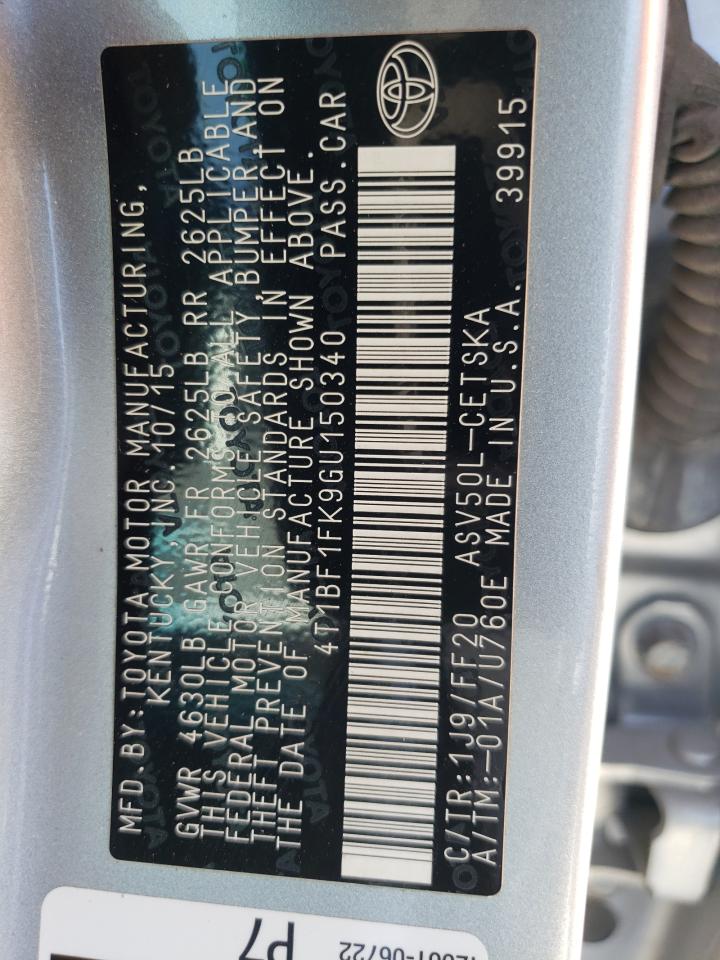 MFD. BY: TOYOTA MOTOR MANUFACTURING,
KENTUCKY, INC. 10/15
GVWR 4630LB GAWR FR 2625LB RR 2625LB
THIS VEHICLE CONFORMS TO ALL APPLICABLE
FEDERAL MOTOR VEHICLE SAFETY, BUMPER, AND
THEFT PREVENTION STANDARDS IN EFFECT ON
THE DATE OF MANUFACTURE SHOWN ABOVE.
4T1BF1FK9GU150340 PASS.CAR
C/TR: 1J9/FF20 ASV50L-CETSKA
A/TM: -01A/U760E MADE IN U.S.A. 39915
P7